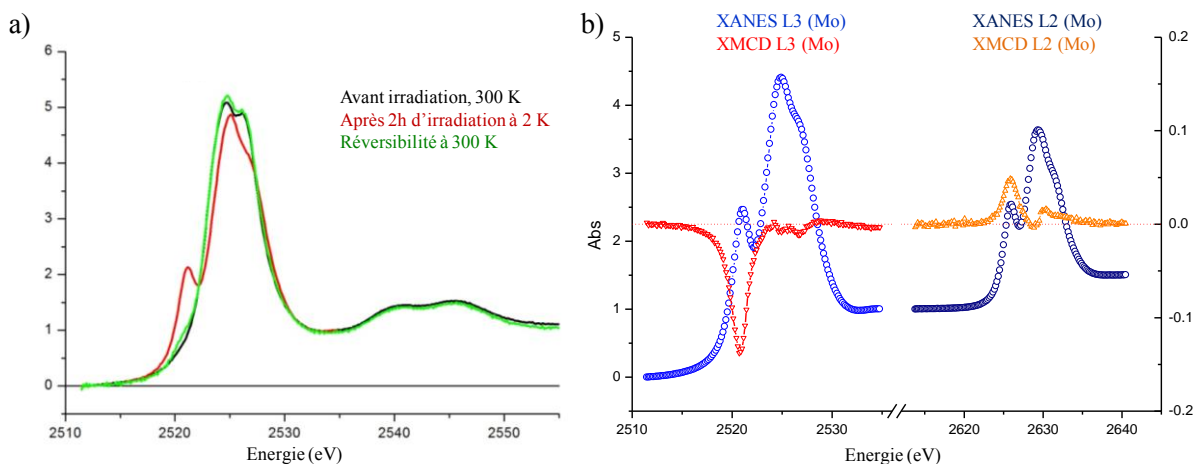 a)
6
5
4
3
2
1
0
Avant irradiation, 300 K
Après 2h d'irradiation à 2 K
Réversibilité à 300 K
2510 2520 2530 2540 2550
Energie (eV)
b)
XANES L3 (Mo)
XMCD L3 (Mo)
XANES L2 (Mo)
XMCD L2 (Mo)
Abs
5
4
3
2
1
0
0.2
0.1
0.0
-0.1
-0.2
2510 2520 2530 2620 2630 2640
Energie (eV)